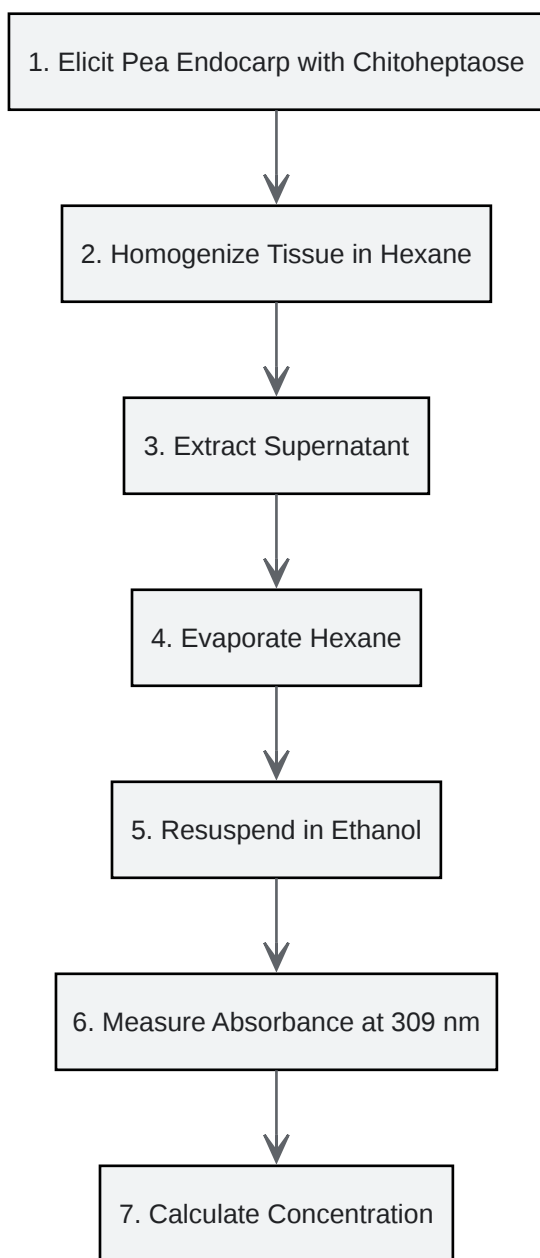 1. Elicit Pea Endocarp with Chitoheptaose
2. Homogenize Tissue in Hexane
3. Extract Supernatant
4. Evaporate Hexane
5. Resuspend in Ethanol
6. Measure Absorbance at 309 nm
7. Calculate Concentration